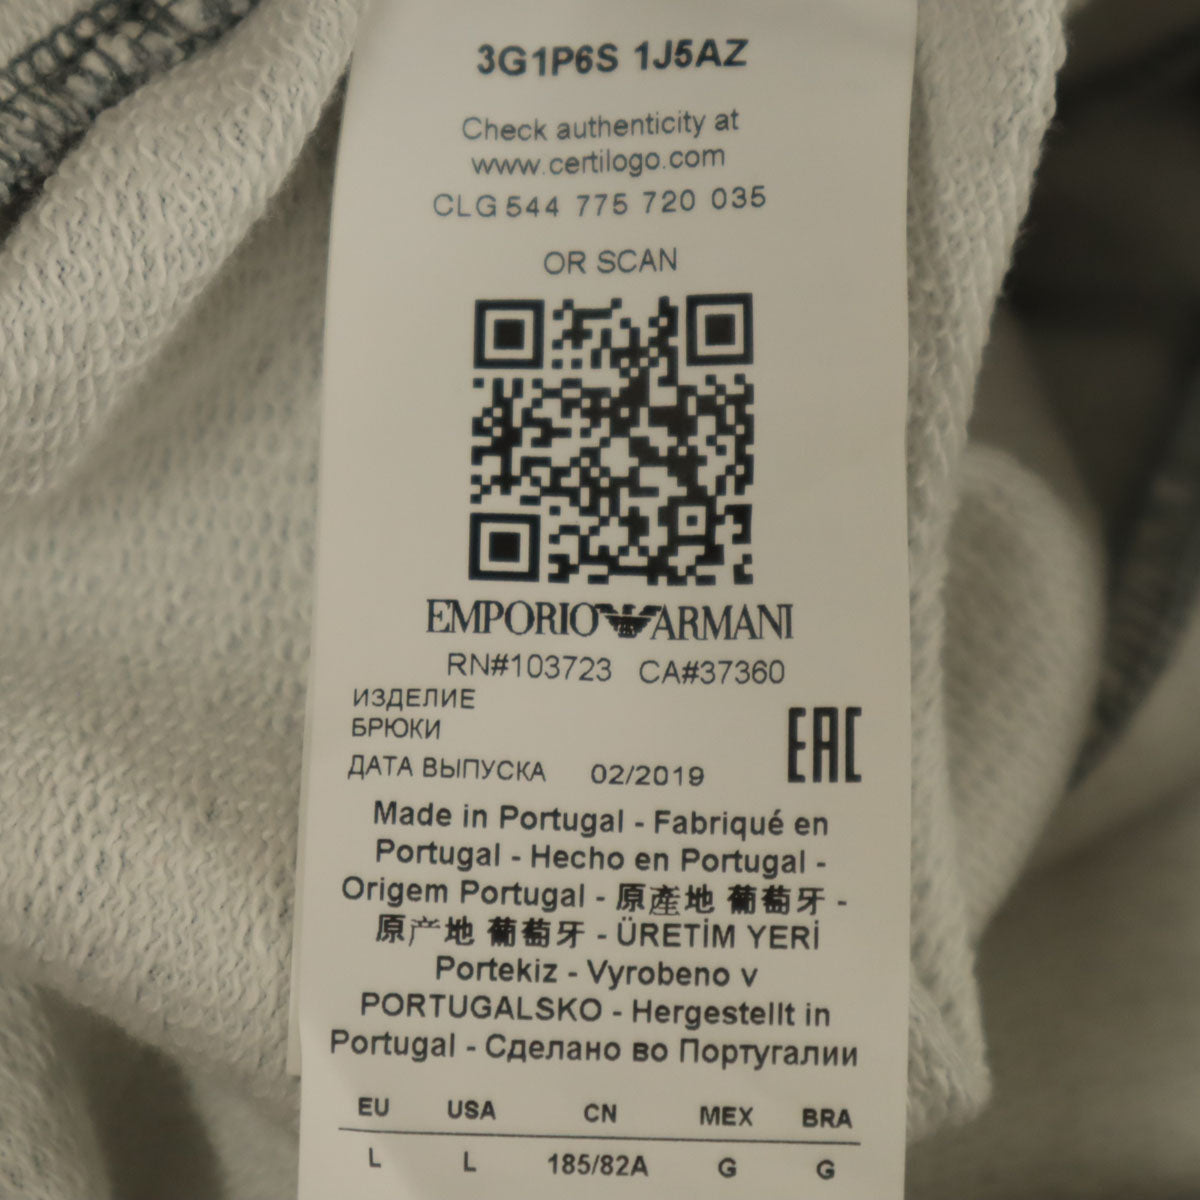 3G1P6S 1J5AZ
Check authenticity at
www.certilogo.com
CLG 544 775 720 035
OR SCAN
EMPORIO ARMANI
RN#103723 CA#37360
ИЗДЕЛИЕ
БРЮКИ
EAC
ДАТА ВЫПУСКА 02/2019
Made in Portugal - Fabriqué en
Portugal - Hecho en Portugal -
Origem Portugal - 原產地 葡萄牙 -
原产地 葡萄牙 - ÜRETİM YERİ
Portekiz - Vyrobeno v
PORTUGALSKO - Hergestellt in
Portugal - Сделано во Португалии
EU USA CN MEX BRA
L L 185/82A G G